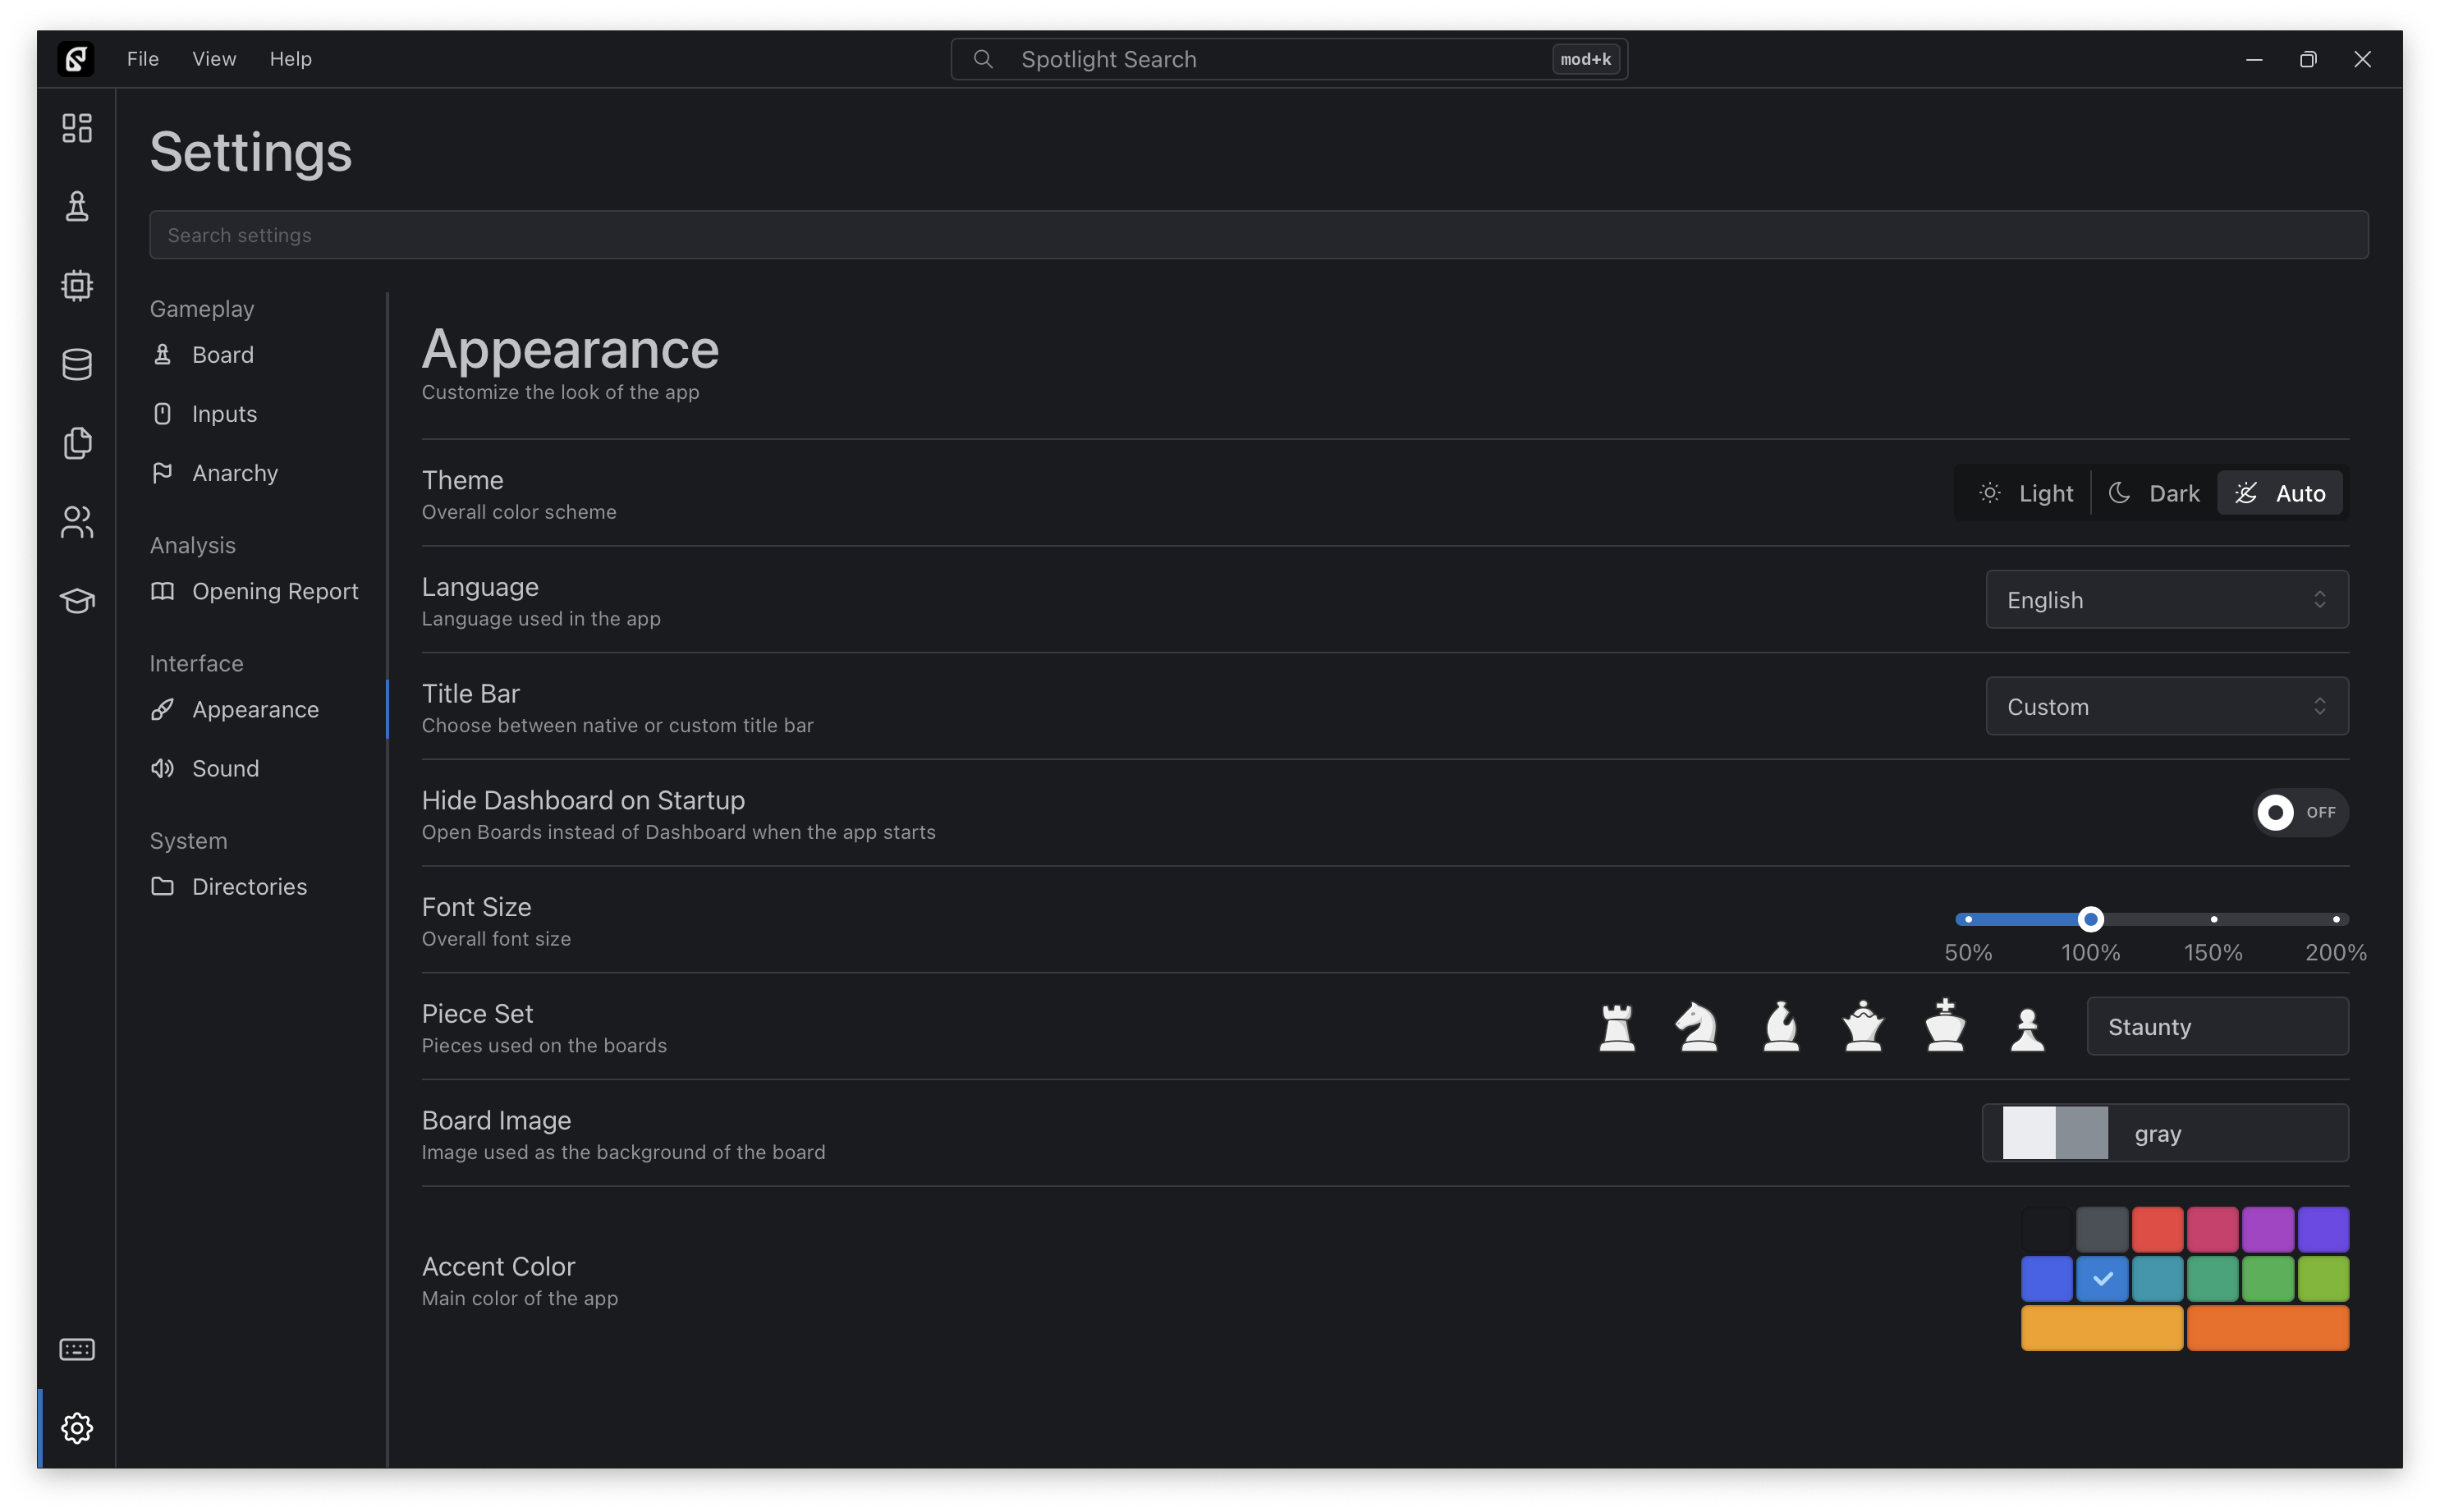 File View Help
Spotlight Search mod+k
Settings
Search settings
Gameplay
Board
Inputs
Anarchy
Analysis
Opening Report
Interface
Appearance
Sound
System
Directories
Appearance
Customize the look of the app
Theme
Overall color scheme
Light Dark Auto
Language
Language used in the app
English
Title Bar
Choose between native or custom title bar
Custom
Hide Dashboard on Startup
Open Boards instead of Dashboard when the app starts
OFF
Font Size
Overall font size
50% 100% 150% 200%
Piece Set
Pieces used on the boards
Staunty
Board Image
Image used as the background of the board
gray
Accent Color
Main color of the app